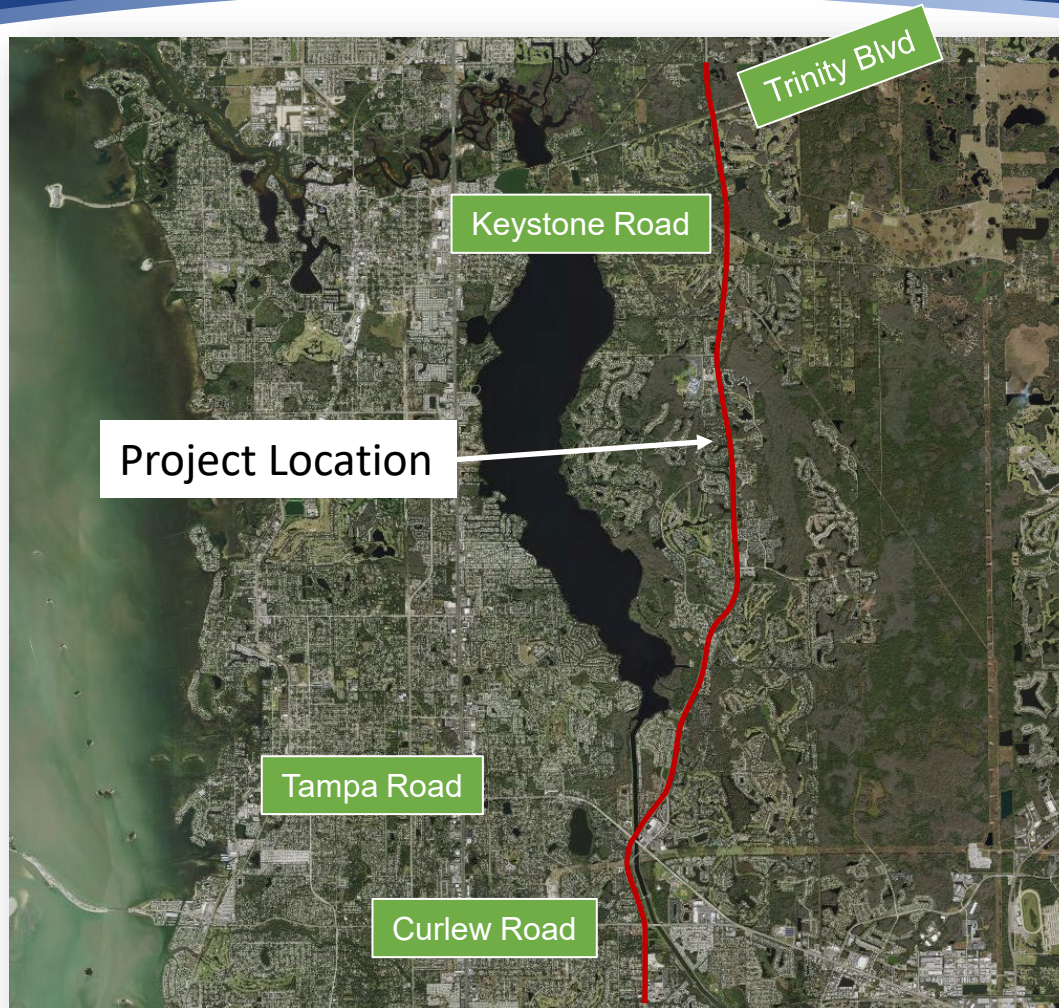 Trinity Blvd
Keystone Road
Project Location
Tampa Road
Curlew Road